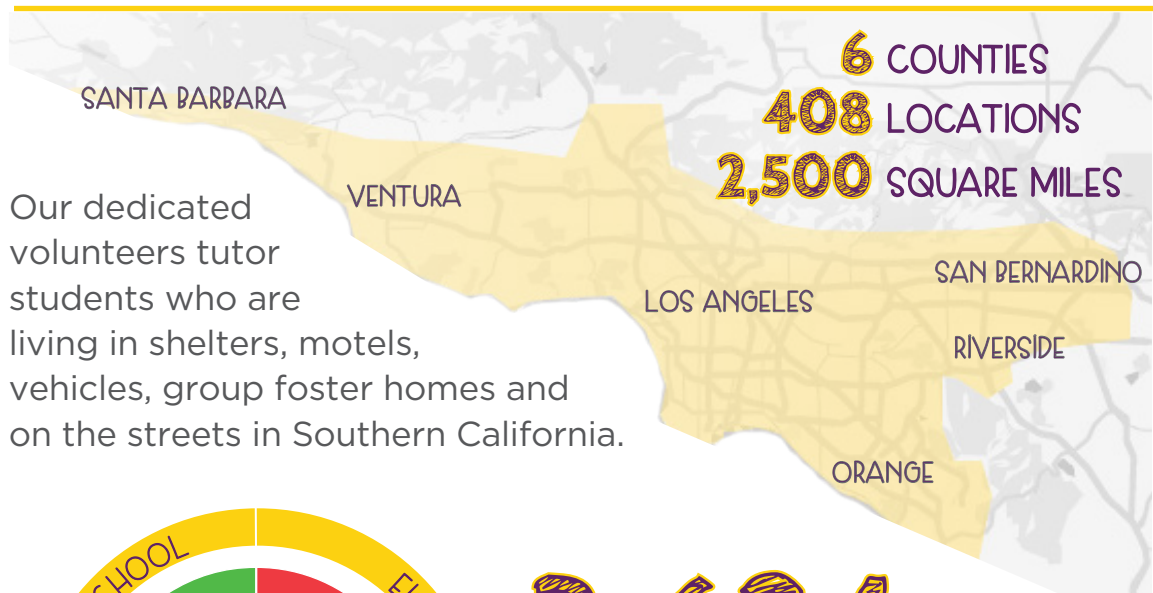 6 COUNTIES
408 LOCATIONS
2,500 SQUARE MILES
SANTA BARBARA
VENTURA
LOS ANGELES
SAN BERNARDINO
RIVERSIDE
ORANGE
Our dedicated
volunteers tutor
students who are
living in shelters, motels,
vehicles, group foster homes and
on the streets in Southern California.